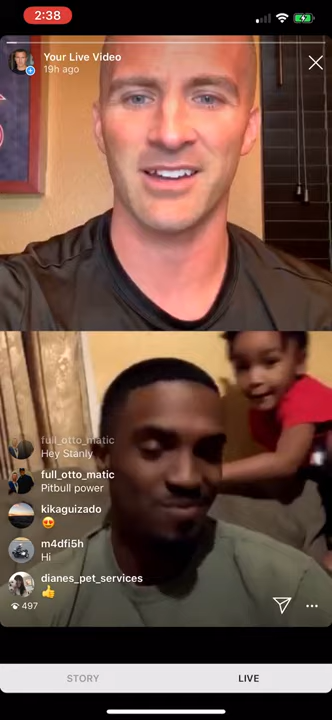 2:38
Your Live Video
19h ago
full_otto_matic
Hey Stanly
full_otto_matic
Pitbull power
kikaguizado
😍
m4dfi5h
Hi
dianes_pet_services
👍
497
STORY
LIVE